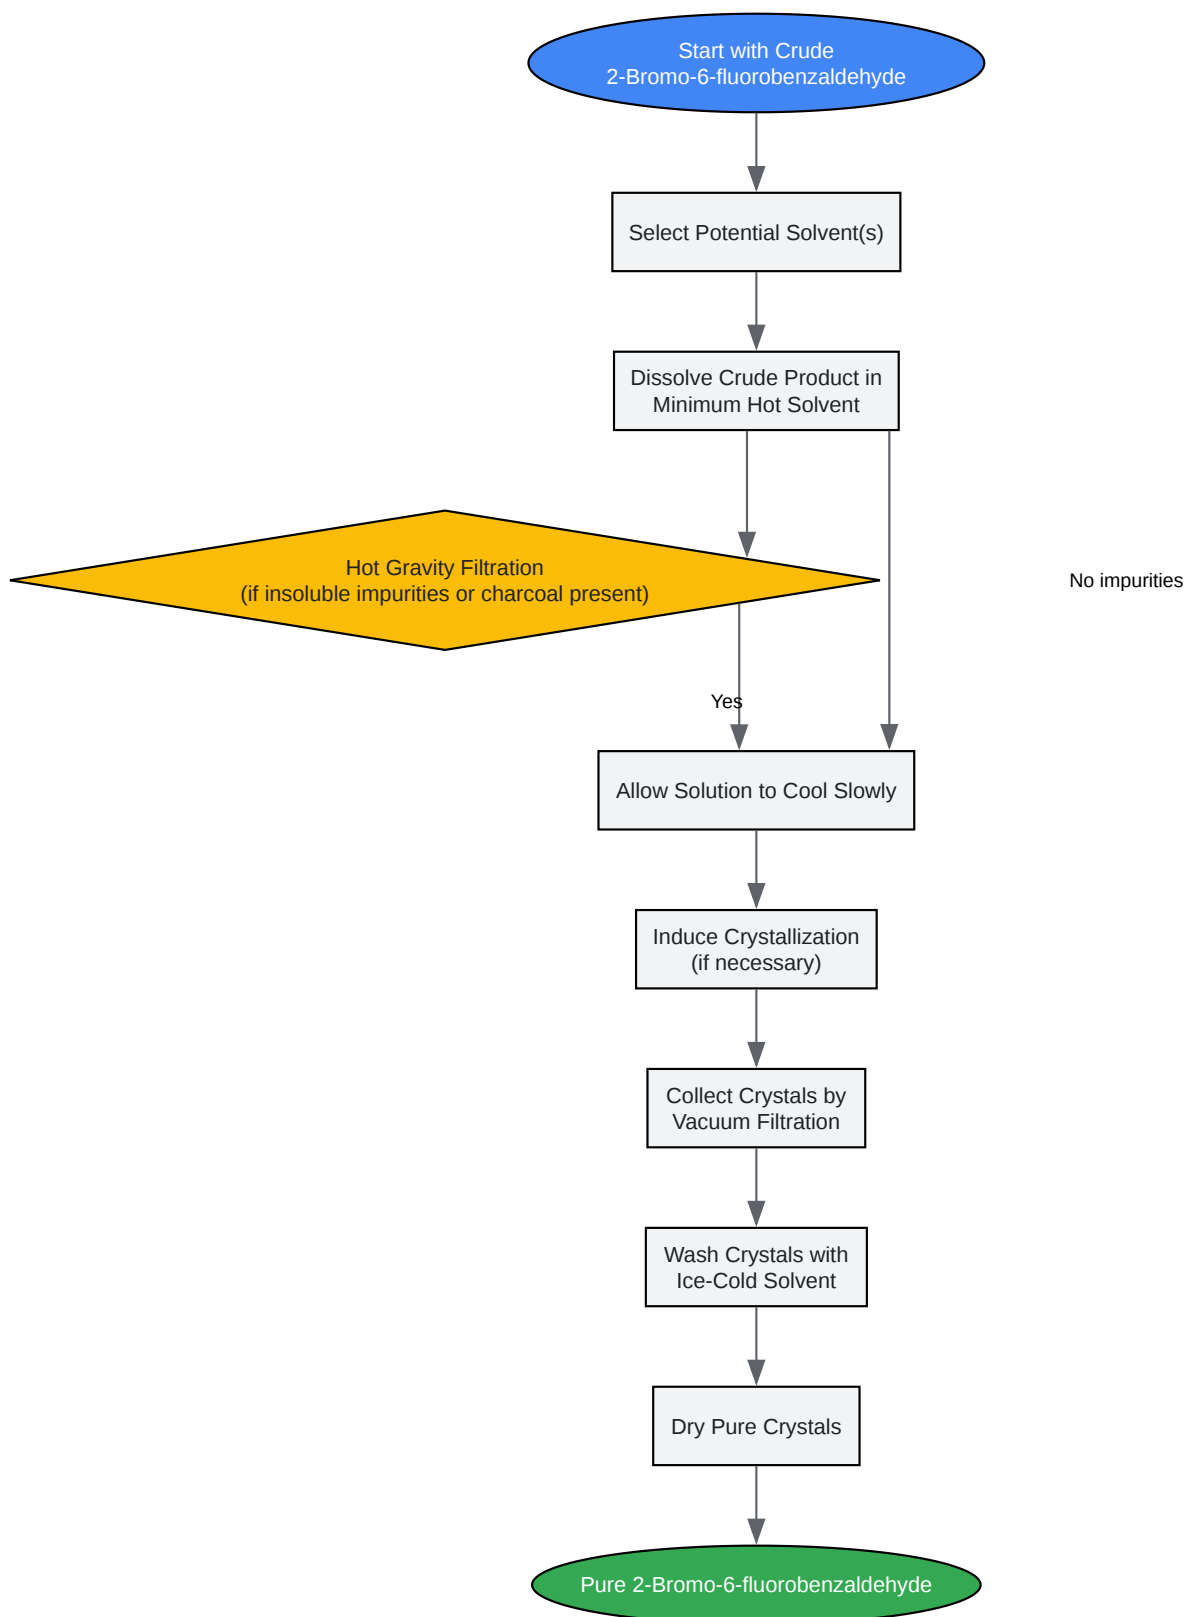 Start with Crude
2-Bromo-6-fluorobenzaldehyde
Select Potential Solvent(s)
Dissolve Crude Product in
Minimum Hot Solvent
Hot Gravity Filtration
(if insoluble impurities or charcoal present)
No impurities
Yes
Allow Solution to Cool Slowly
Induce Crystallization
(if necessary)
Collect Crystals by
Vacuum Filtration
Wash Crystals with
Ice-Cold Solvent
Dry Pure Crystals
Pure 2-Bromo-6-fluorobenzaldehyde